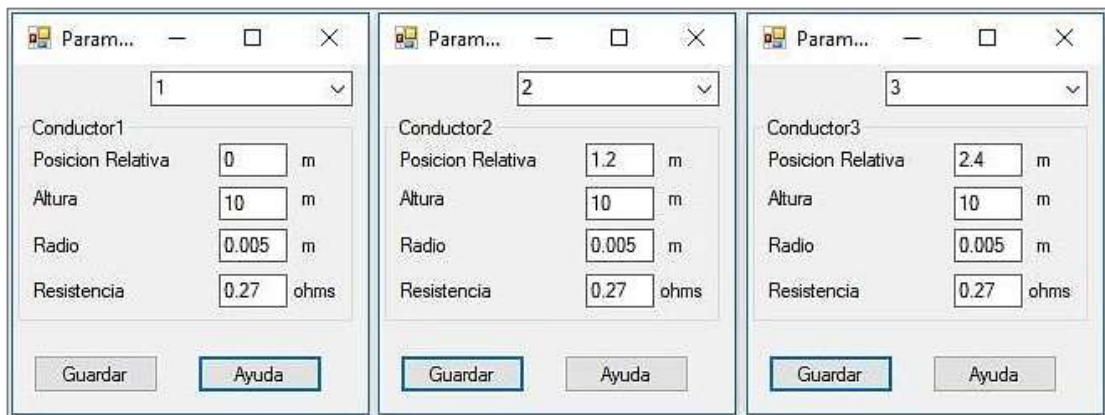 Param...
1
Conductor1
Posicion Relativa 0 m
Altura 10 m
Radio 0.005 m
Resistencia 0.27 ohms
Guardar Ayuda
Param...
2
Conductor2
Posicion Relativa 1.2 m
Altura 10 m
Radio 0.005 m
Resistencia 0.27 ohms
Guardar Ayuda
Param...
3
Conductor3
Posicion Relativa 2.4 m
Altura 10 m
Radio 0.005 m
Resistencia 0.27 ohms
Guardar Ayuda